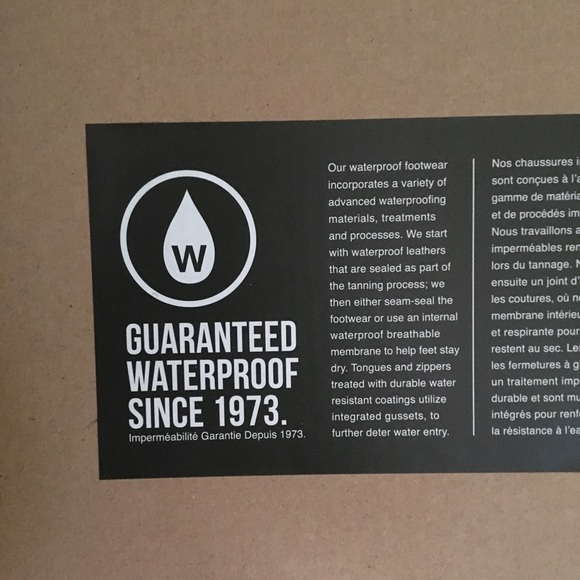 W
GUARANTEED
WATERPROOF
SINCE 1973.
Imperméabilité Garantie Depuis 1973.
Our waterproof footwear
incorporates a variety of
advanced waterproofing
materials, treatments
and processes. We start
with waterproof leathers
that are sealed as part of
the tanning process; we
then either seam-seal the
footwear or use an internal
waterproof breathable
membrane to help feet stay
dry. Tongues and zippers
treated with durable water
resistant coatings utilize
integrated gussets, to
further deter water entry.
Nos chaussures
sont conçues à
gamme de
et de procédés
Nous travaillons
imperméables
lors du tannage.
ensuite un joint
les coutures, où
membrane
et respirante pour
restent au sec.
les fermetures à
un traitement
durable et sont
intégrés pour
la résistance à